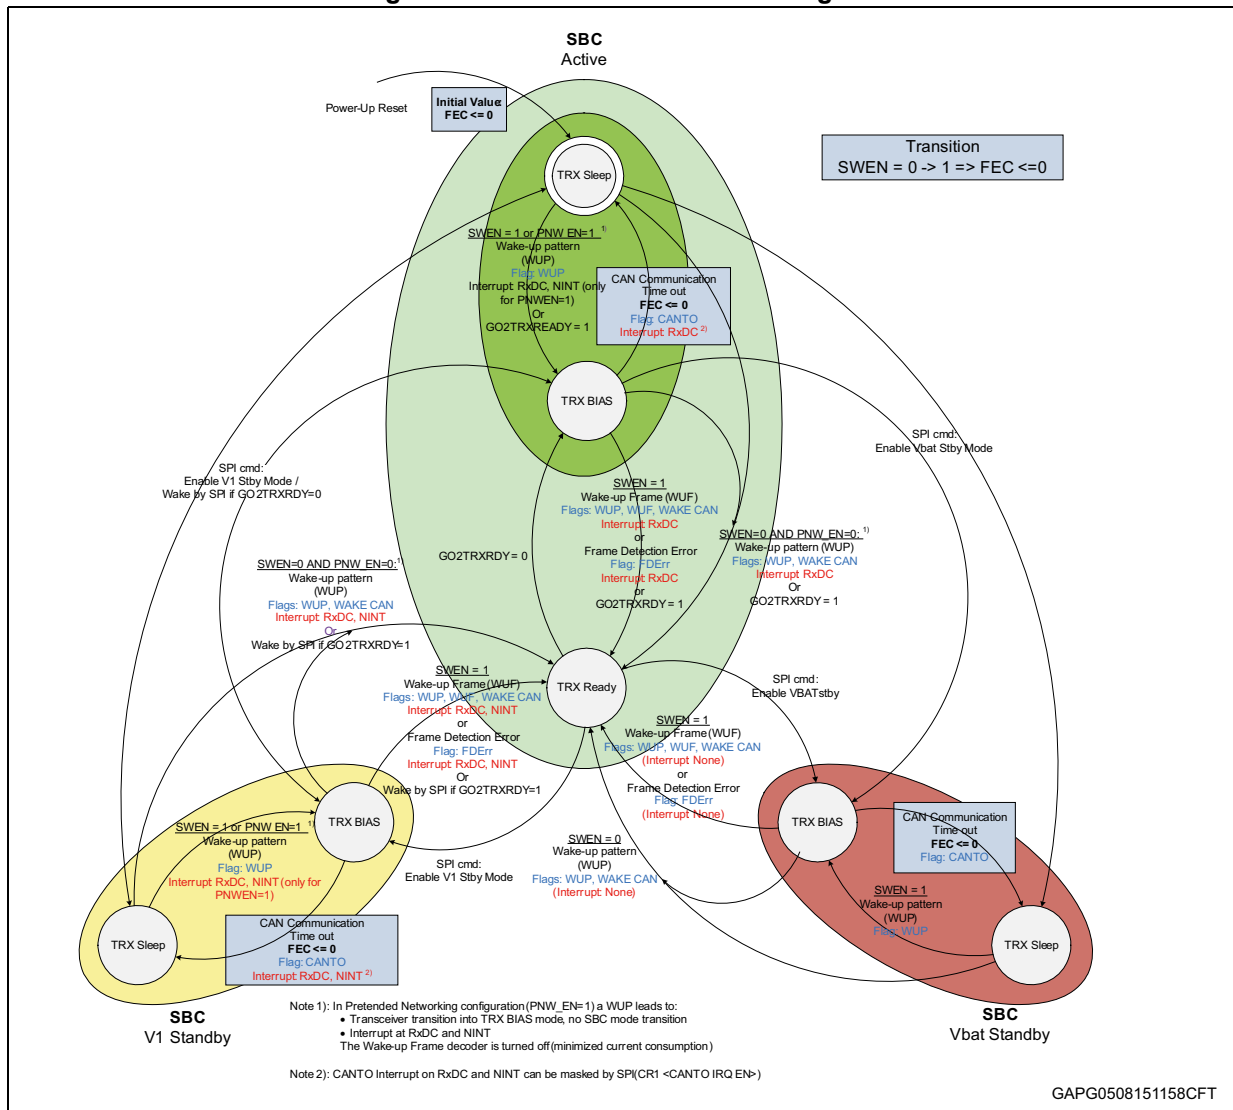 SBC
Active
Power-Up Reset
Initial Value:
FEC <= 0
Transition
SWEN = 0 -> 1 => FEC <=0
TRX Sleep
SWEN = 1 or PNW EN=1 1)
Wake-up pattern
(WUP)
Flag: WUP
Interrupt: RxDC, NINT (only
for PNWEN=1)
Or
GO2TRXREADY = 1
CAN Communication
Time out
FEC <= 0
Flag: CANTO
Interrupt: RxDC 2)
TRX BIAS
SPI cmd:
Enable Vbat Stby Mode
SPI cmd:
Enable V1 Stby Mode /
Wake by SPI if GO2TRXRDY=0
SWEN = 1
Wake-up Frame (WUF)
Flags: WUP, WUF, WAKE CAN
Interrupt: RxDC
or
Frame Detection Error
Flag: FDErr
Interrupt: RxDC
or
GO2TRXRDY = 1
SWEN=0 AND PNW_EN=0: 1)
Wake-up pattern (WUP)
Flags: WUP, WAKE CAN
Interrupt: RxDC
Or
GO2TRXRDY = 1
GO2TRXRDY = 0
SWEN=0 AND PNW_EN=0: 1)
Wake-up pattern
(WUP)
Flags: WUP, WAKE CAN
Interrupt: RxDC, NINT
Or
Wake by SPI if GO2TRXRDY=1
SWEN = 1
Wake-up Frame (WUF)
Flags: WUP, WUF, WAKE CAN
Interrupt: RxDC, NINT
or
Frame Detection Error
Flag: FDErr
Interrupt: RxDC, NINT
Or
Wake by SPI if GO2TRXRDY=1
TRX Ready
SPI cmd:
Enable VBATstby
SWEN = 1
Wake-up Frame (WUF)
Flags: WUP, WUF, WAKE CAN
(Interrupt None)
or
Frame Detection Error
Flag: FDErr
(Interrupt None)
TRX BIAS
SWEN = 1 or PNW EN=1 1)
Wake-up pattern
(WUP)
Flag: WUP
Interrupt: RxDC, NINT (only for
PNWEN=1)
SPI cmd:
Enable V1 Stby Mode
SWEN = 0
Wake-up pattern
(WUP)
Flags: WUP, WAKE CAN
(Interrupt: None)
TRX BIAS
CAN Communication
Time out
FEC <= 0
Flag: CANTO
SWEN = 1
Wake-up pattern
(WUP)
Flag: WUP
TRX Sleep
CAN Communication
Time out
FEC <= 0
Flag: CANTO
Interrupt: RxDC, NINT 2)
TRX Sleep
SBC
V1 Standby
SBC
Vbat Standby
Note 1): In Pretended Networking configuration (PNW_EN=1) a WUP leads to:
• Transceiver transition into TRX BIAS mode, no SBC mode transition
• Interrupt at RxDC and NINT
The Wake-up Frame decoder is turned off (minimized current consumption)
Note 2): CANTO Interrupt on RxDC and NINT can be masked by SPI(CR1 <CANTO IRQ EN>)
GAPG0508151158CFT